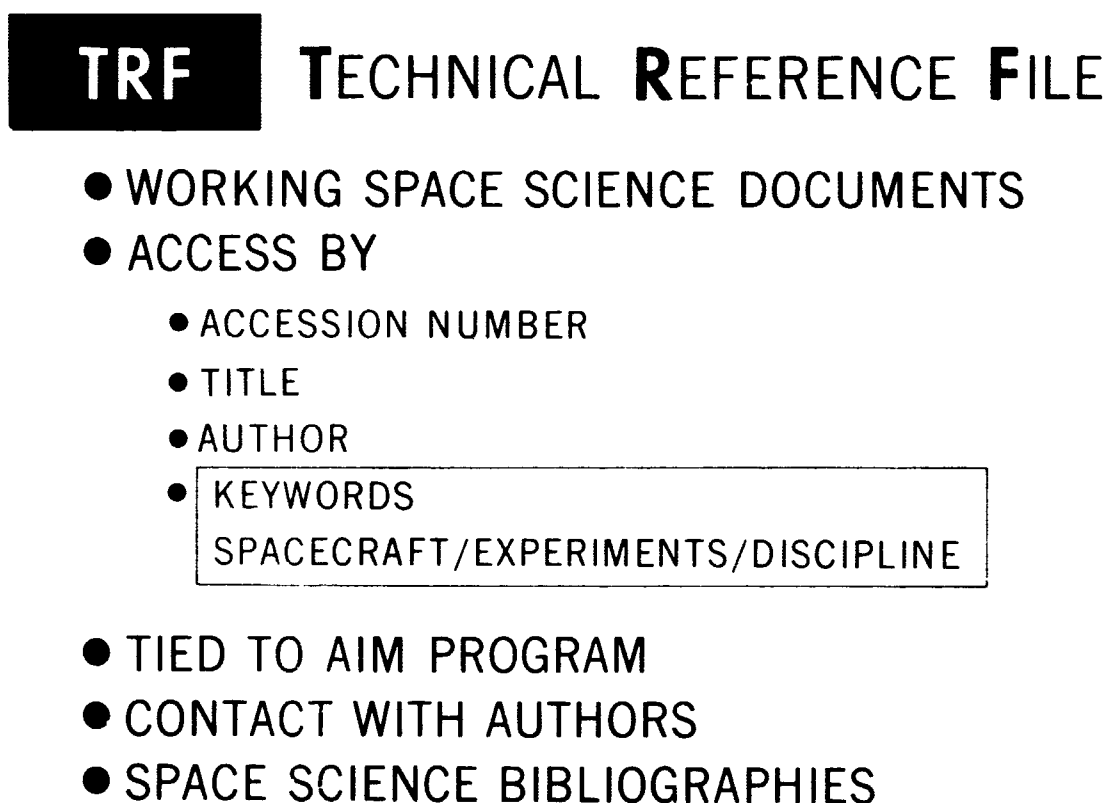 TRF TECHNICAL REFERENCE FILE
● WORKING SPACE SCIENCE DOCUMENTS
● ACCESS BY
● ACCESSION NUMBER
● TITLE
● AUTHOR
● KEYWORDS
SPACECRAFT/EXPERIMENTS/DISCIPLINE
● TIED TO AIM PROGRAM
● CONTACT WITH AUTHORS
● SPACE SCIENCE BIBLIOGRAPHIES